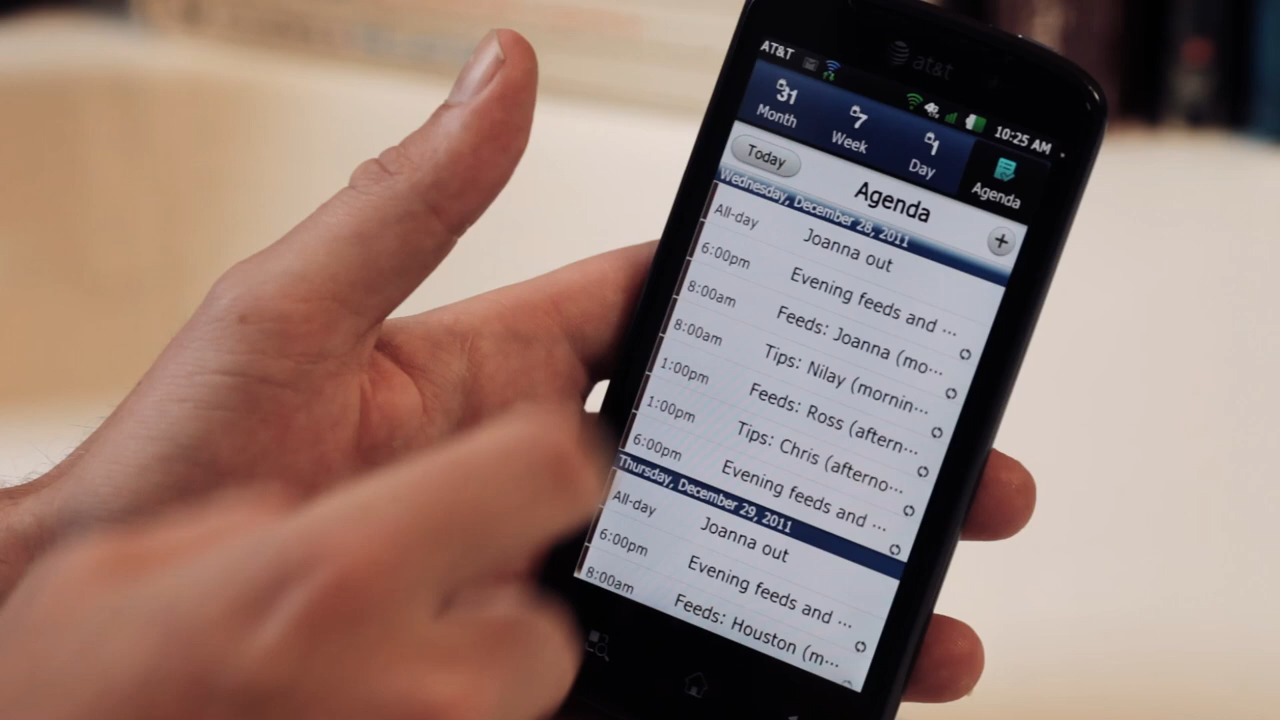 at&t
AT&T
4G 10:25 AM
31 7 1
Month Week Day Agenda
Today
Agenda
+
Wednesday, December 28, 2011
All-day Joanna out
6:00pm Evening feeds and ...
8:00am Feeds: Joanna (mo...
8:00am Tips: Nilay (mornin...
1:00pm Feeds: Ross (aftern...
1:00pm Tips: Chris (afterno...
6:00pm Evening feeds and ...
Thursday, December 29, 2011
All-day Joanna out
6:00pm Evening feeds and ...
8:00am Feeds: Houston (m...